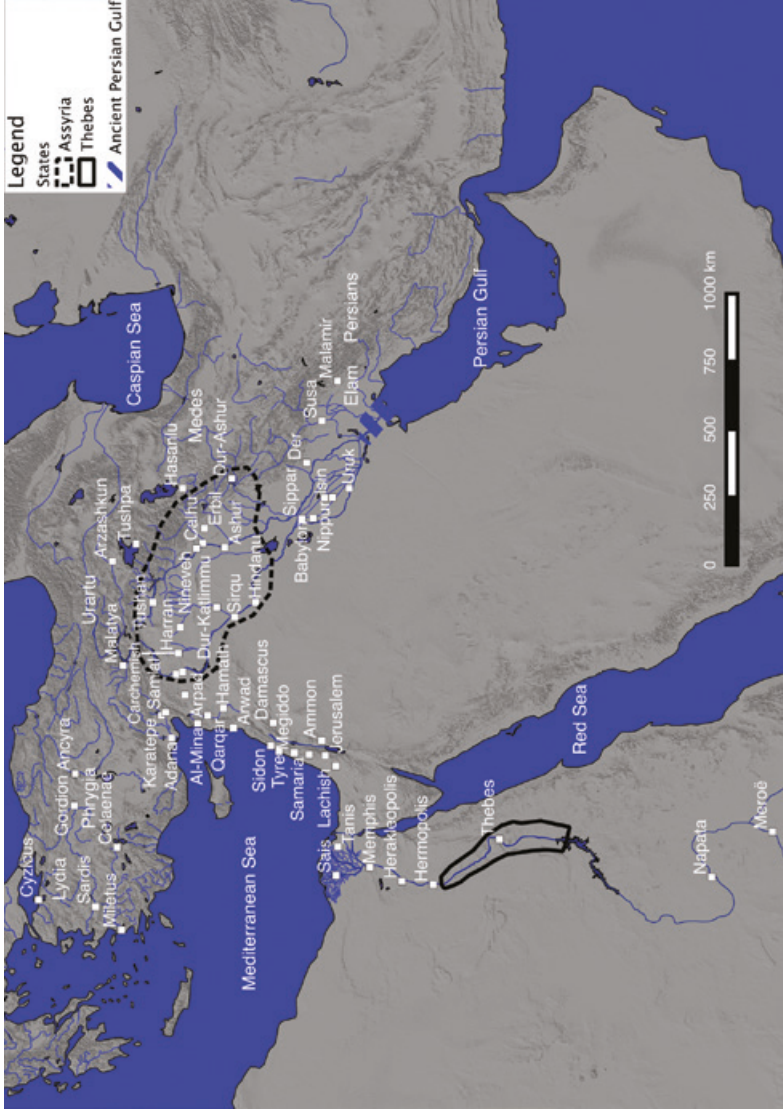 Legend
States
Assyria
Thebes
Ancient Persian Gulf
Caspian Sea
Cyzicus
Lydia
Sardis
Miletus
Gordion
Ancyra
Phrygia
Celaenae
Urartu
Malatya
Arzashkun
Tushpa
Tushan
Hasanlu
Medes
Carchemish
Samal
Karatepe
Adana
Harran
Nineveh
Calhu
Erbil
Dur-Ashur
Ashur
Al-Mina
Arpad
Dur-Katlimmu
Qarqar
Hamath
Sirqu
Hindanu
Arwad
Damascus
Sidon
Tyre
Megiddo
Samaria
Ammon
Lachish
Jerusalem
Babylon
Sippar
Der
Nippur
Isin
Uruk
Susa
Malamir
Elam
Persians
Mediterranean Sea
Sais
Tanis
Memphis
Herakleopolis
Hermopolis
Thebes
Persian Gulf
Red Sea
Napata
Meroë
0
250
500
750
1000 km